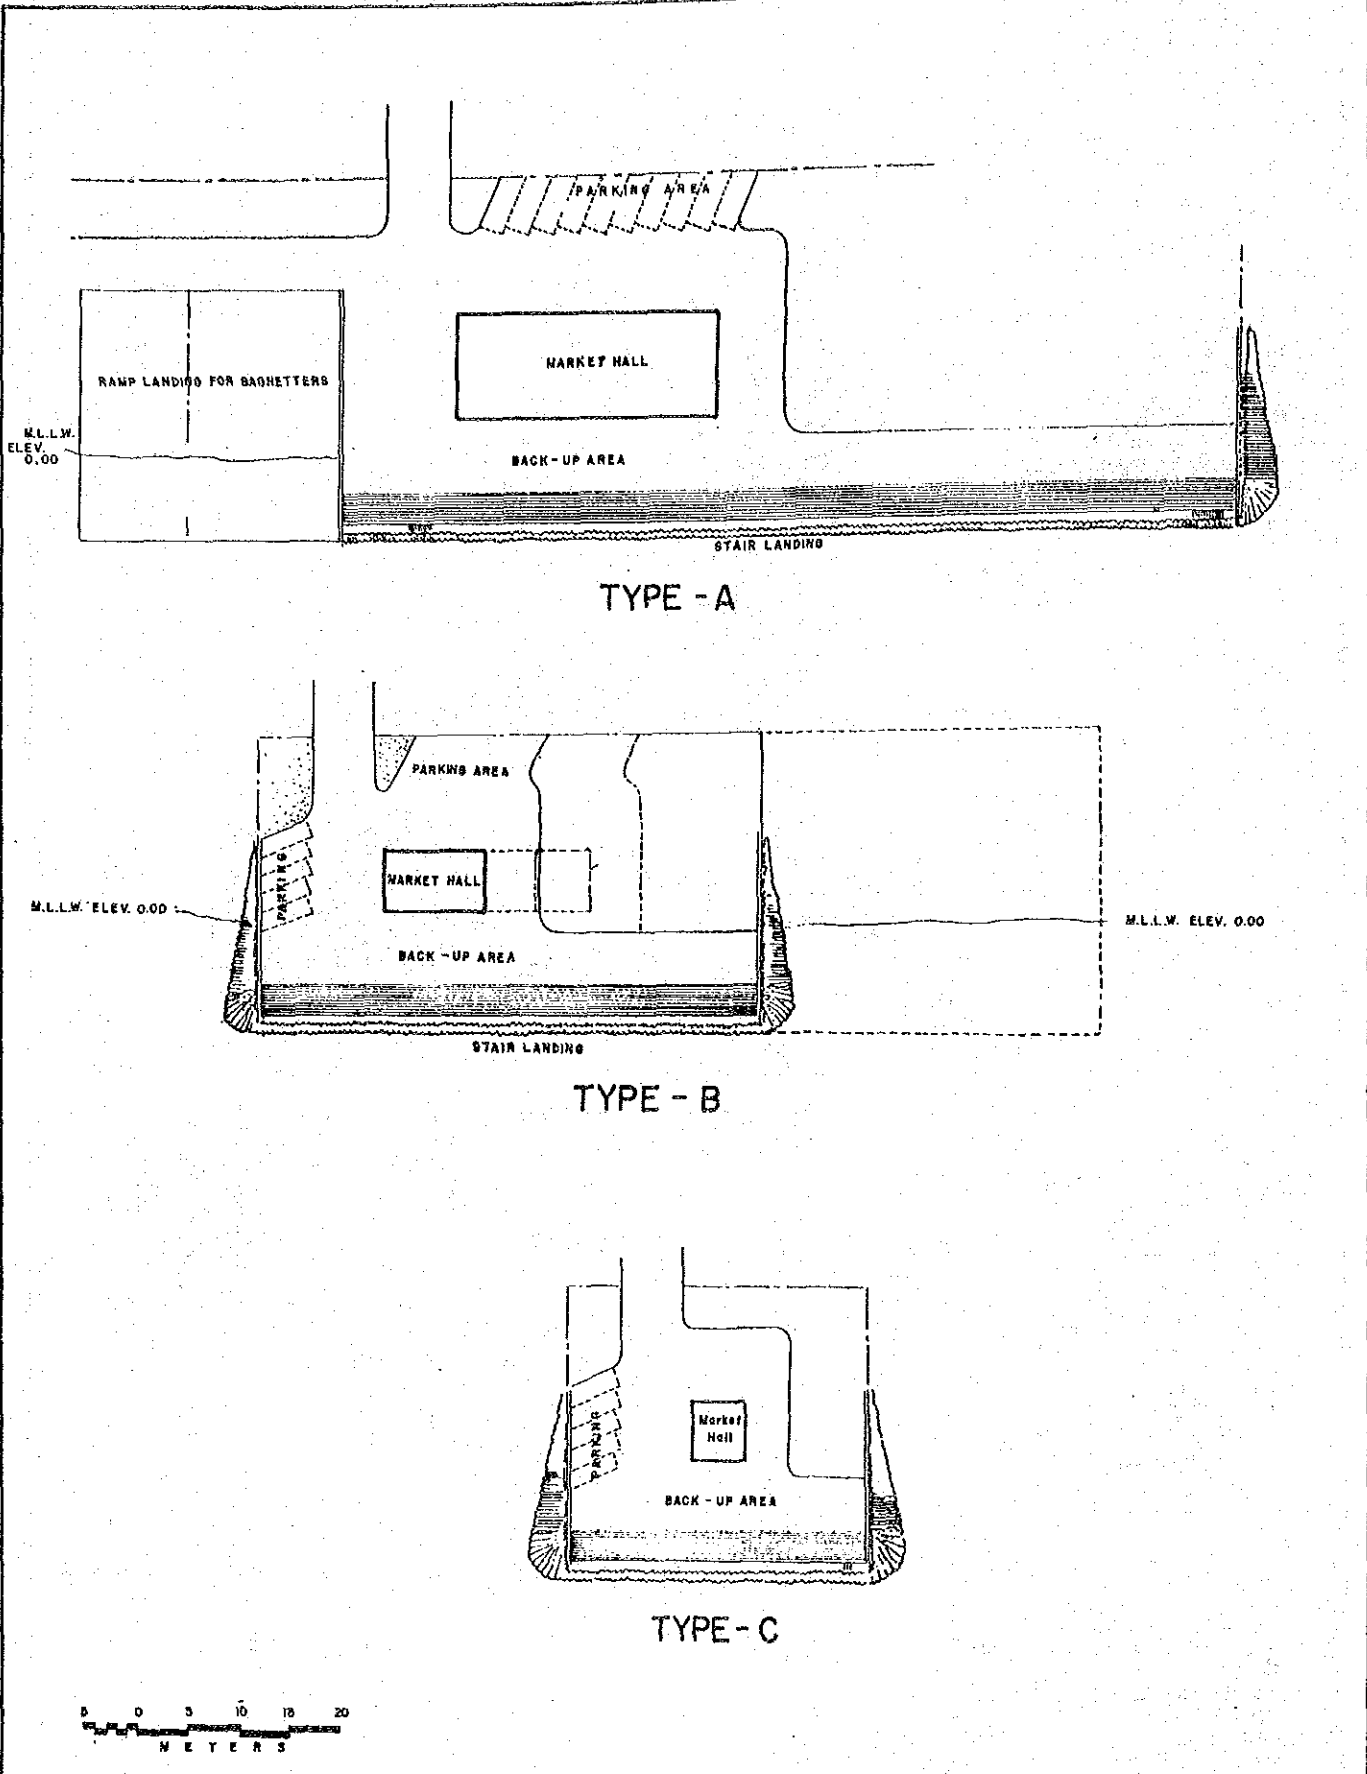 PARKING AREA
MARKET HALL
RAMP LANDING FOR BAGNETTERS
M.L.L.W.
ELEV.
0.00
BACK-UP AREA
STAIR LANDING
TYPE - A
PARKING AREA
PARKING
MARKET HALL
M.L.L.W. ELEV. 0.00
M.L.L.W. ELEV. 0.00
BACK-UP AREA
STAIR LANDING
TYPE - B
PARKING
Market
Hall
BACK-UP AREA
TYPE - C
5 0 5 10 15 20
METERS